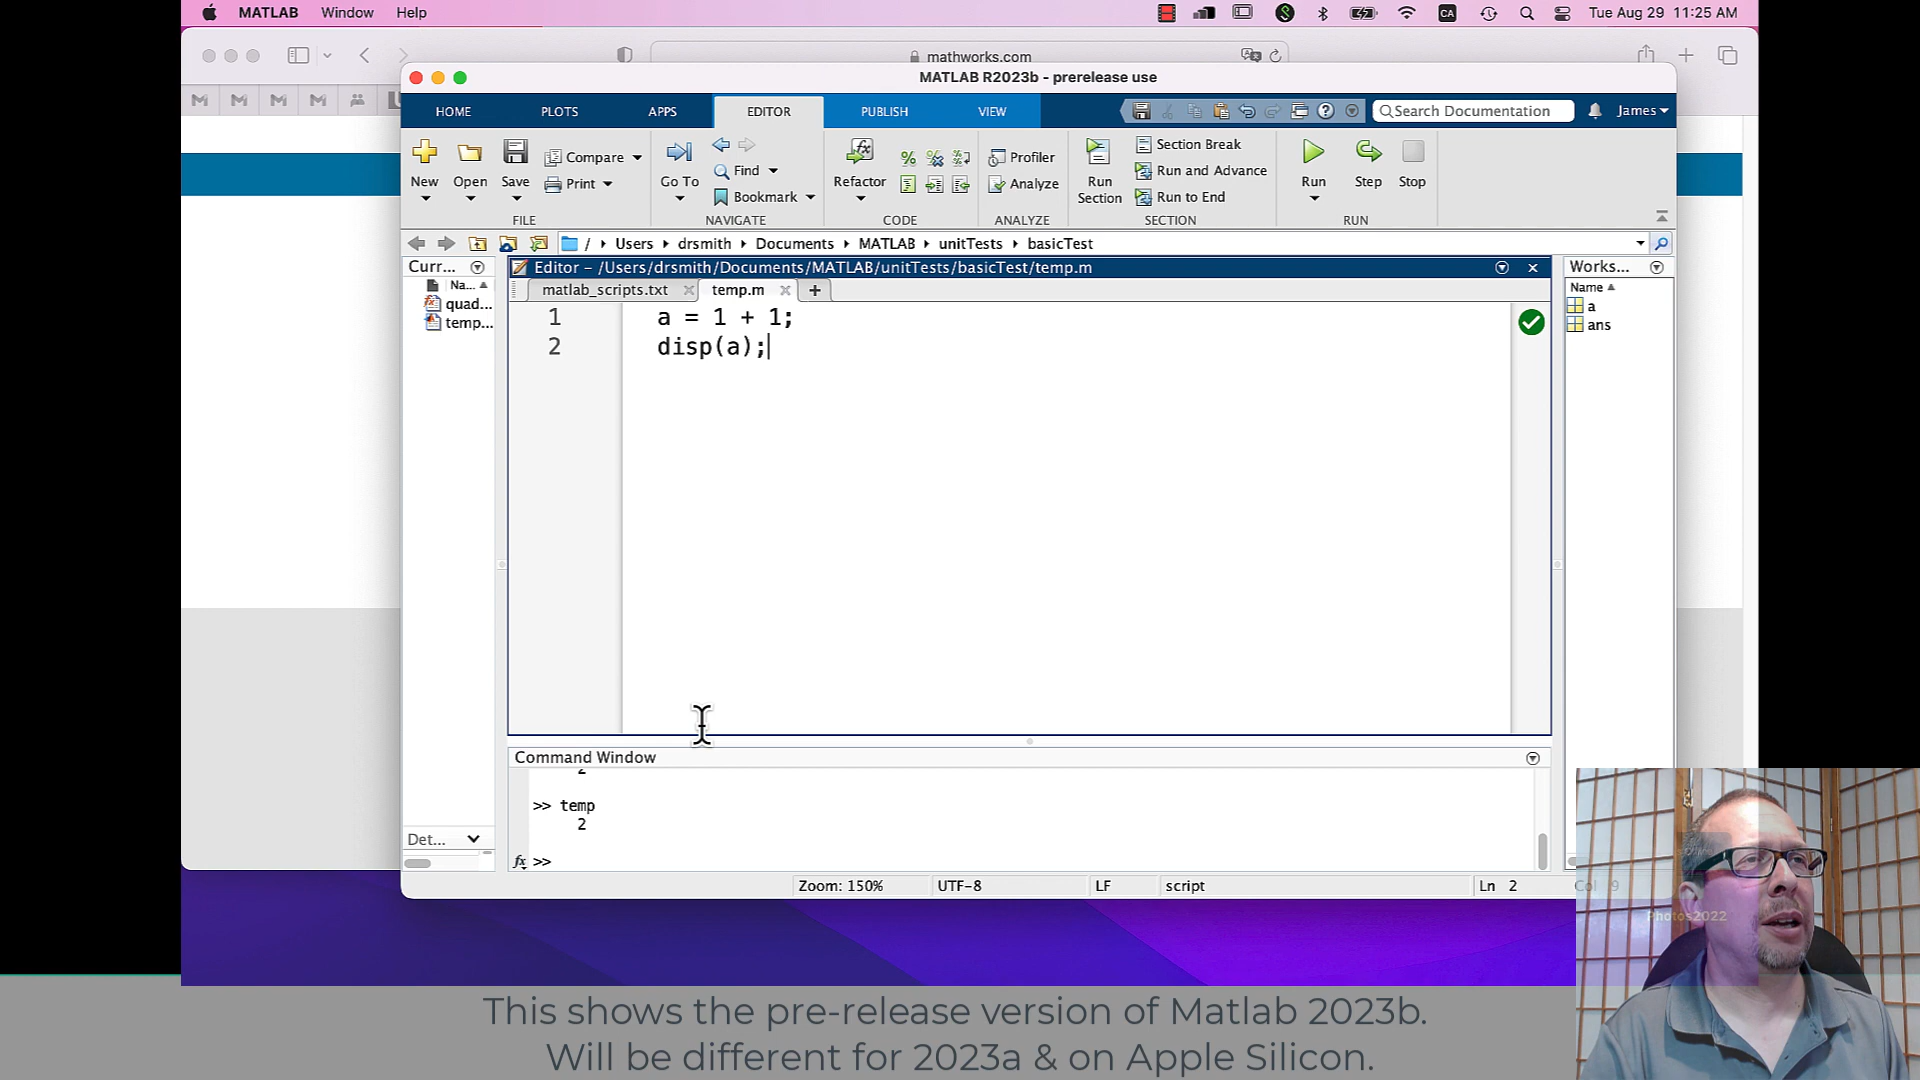 MATLAB Window Help
CA
Tue Aug 29 11:25 AM
mathworks.com
MATLAB R2023b - prerelease use
HOME PLOTS APPS EDITOR PUBLISH VIEW
Search Documentation
James
New Open Save Compare Print
FILE
Go To Find Bookmark
NAVIGATE
Refactor
CODE
Profiler
Analyze
ANALYZE
Run Section
Section Break
Run and Advance
Run to End
SECTION
Run Step Stop
RUN
/ Users drsmith Documents MATLAB unitTests basicTest
Curr...
Na...
quad...
temp...
Det...
Editor - /Users/drsmith/Documents/MATLAB/unitTests/basicTest/temp.m
matlab_scripts.txt temp.m
1 a = 1 + 1;
2 disp(a);
Works...
Name
a
ans
Command Window
2
>> temp
2
fx >>
Zoom: 150% UTF-8 LF script Ln 2 Col 9
Photos2022
This shows the pre-release version of Matlab 2023b.
Will be different for 2023a & on Apple Silicon.